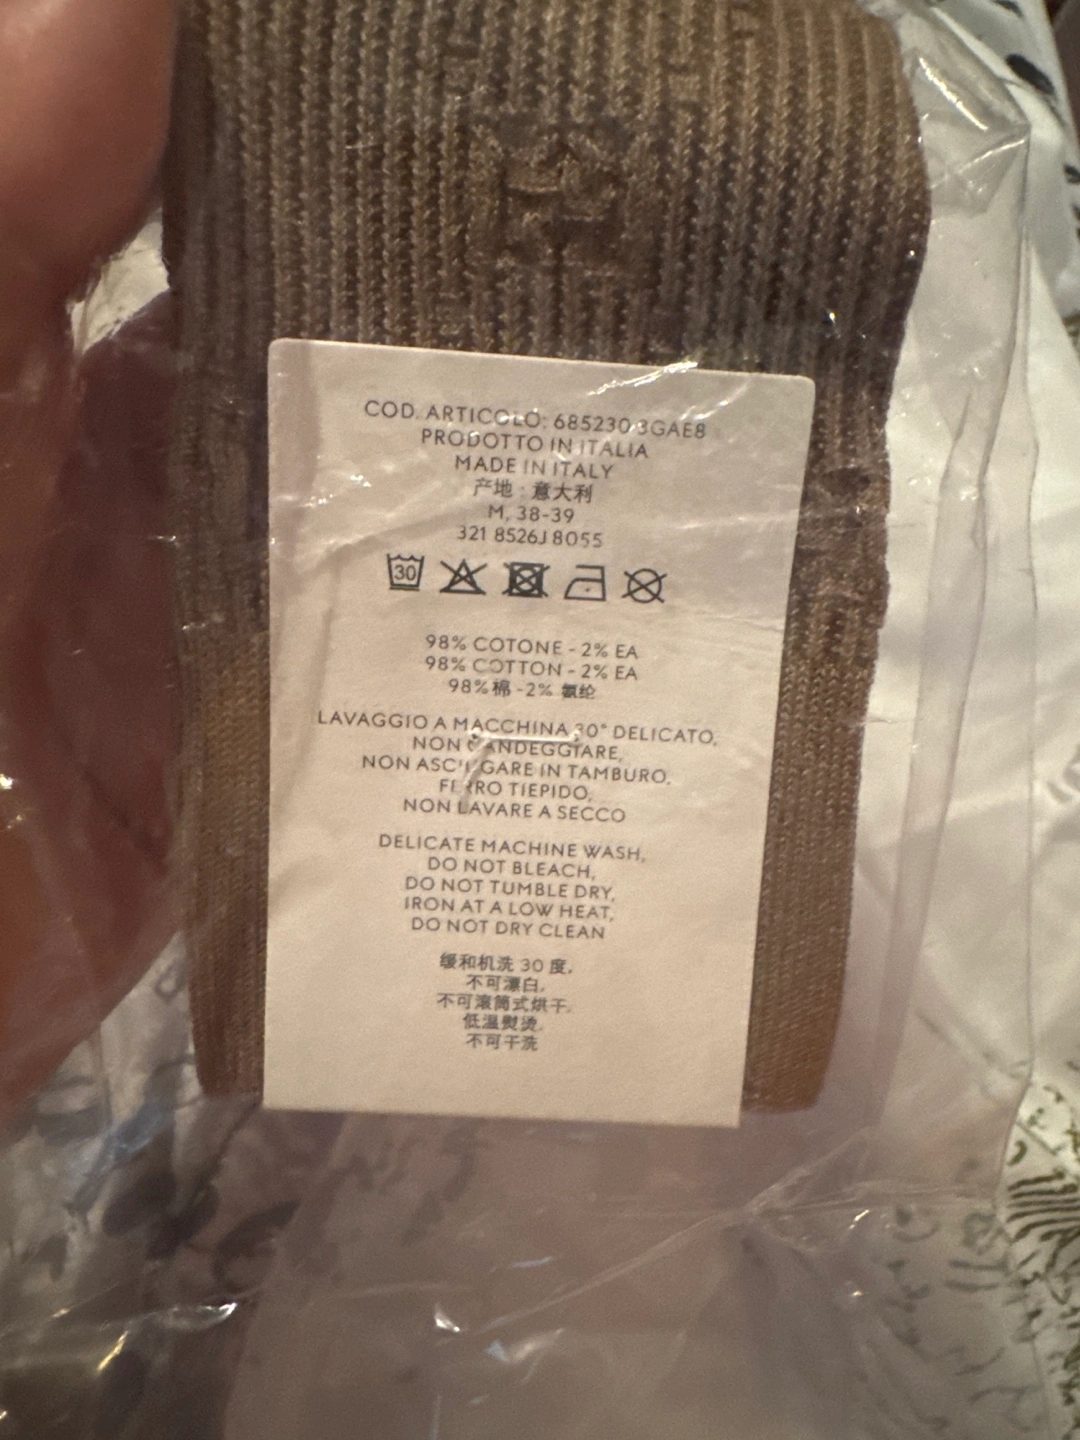 COD. ARTICOLO: 685230 3GAE8
PRODOTTO IN ITALIA
MADE IN ITALY
产地：意大利
M, 38-39
321 8526J 8055
30
98% COTONE - 2% EA
98% COTTON - 2% EA
98% 棉 - 2% 氨纶
LAVAGGIO A MACCHINA 30° DELICATO,
NON CANDEGGIARE,
NON ASCIUGARE IN TAMBURO,
FERRO TIEPIDO,
NON LAVARE A SECCO
DELICATE MACHINE WASH,
DO NOT BLEACH,
DO NOT TUMBLE DRY,
IRON AT A LOW HEAT,
DO NOT DRY CLEAN
缓和机洗 30 度,
不可漂白,
不可滚筒式烘干,
低温熨烫,
不可干洗